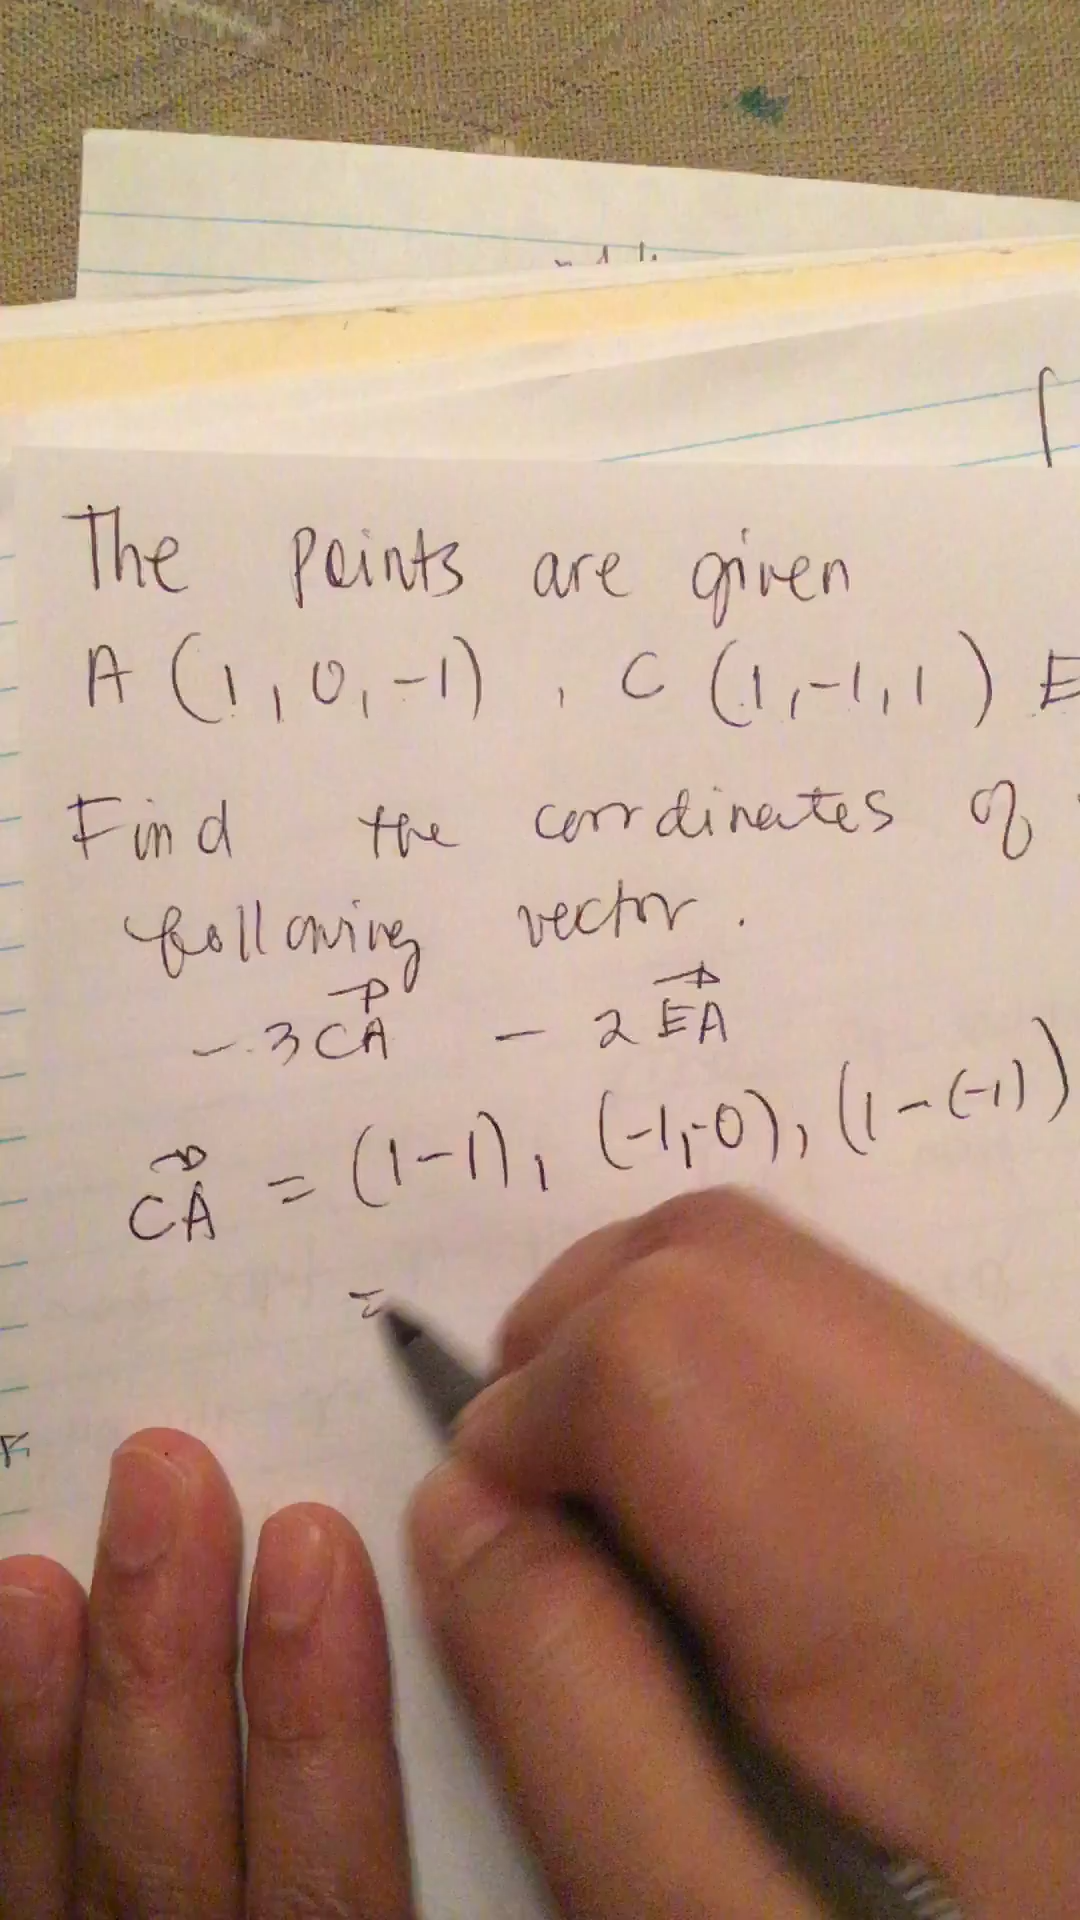 The points are given
A (1, 0, -1) , C (1, -1, 1) E
Find the coordinates of
following vector.
- 3 CA - 2 EA
CA = (1-1), (-1,-0), (1-(-1))
=